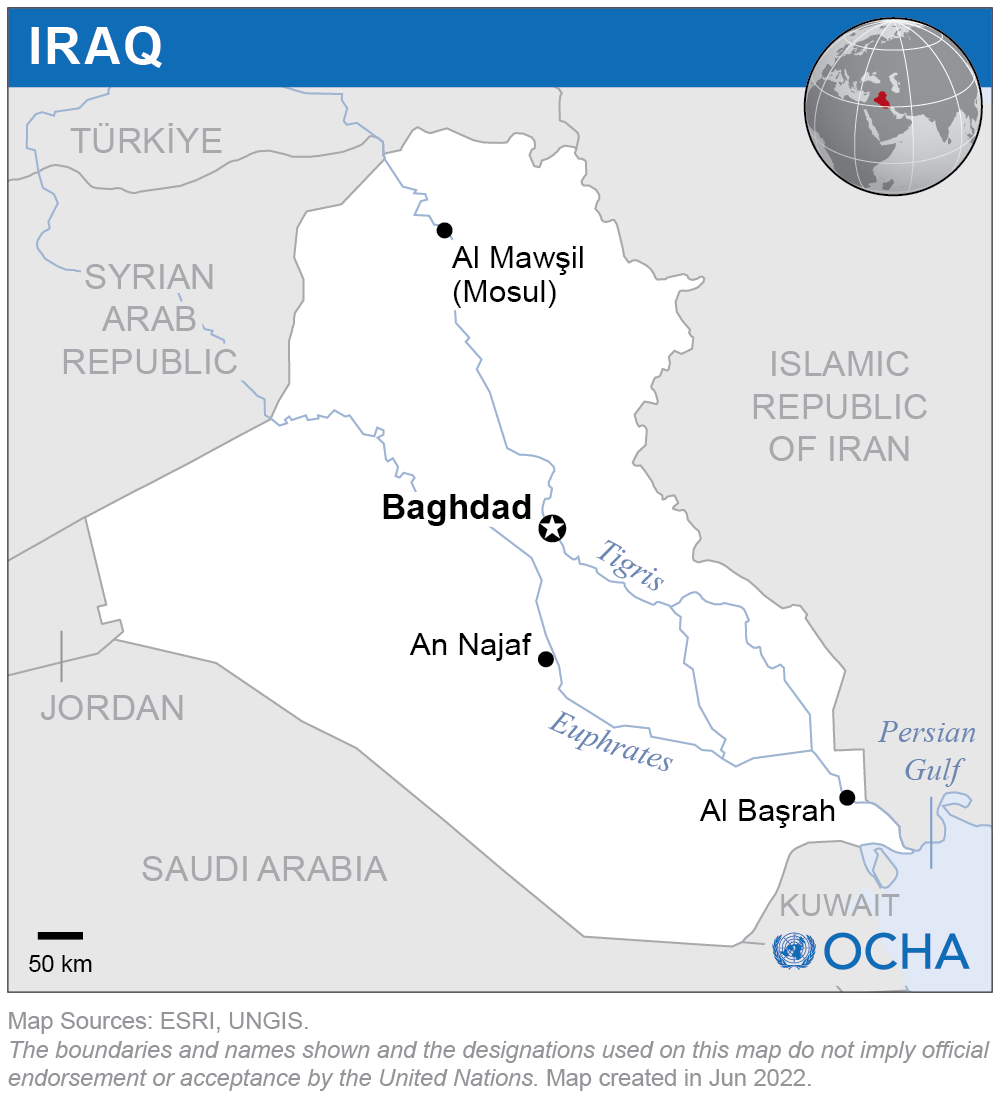 IRAQ
TÜRKİYE
SYRIAN
ARAB
REPUBLIC
Al Mawşil
(Mosul)
ISLAMIC
REPUBLIC
OF IRAN
Baghdad
Tigris
An Najaf
JORDAN
Euphrates
Persian
Gulf
Al Başrah
SAUDI ARABIA
KUWAIT
50 km
OCHA
Map Sources: ESRI, UNGIS.
The boundaries and names shown and the designations used on this map do not imply official
endorsement or acceptance by the United Nations. Map created in Jun 2022.